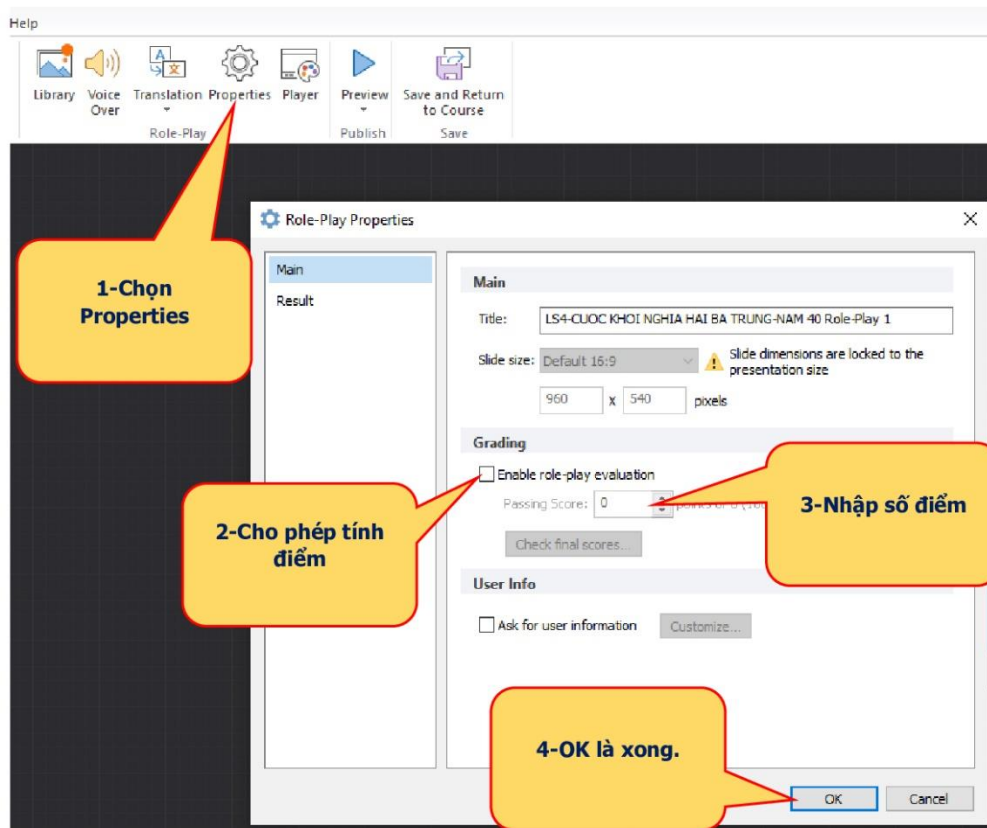 Help
Library
Voice Over
Translation
Properties
Player
Preview
Save and Return to Course
Role-Play
Publish
Save
1-Chọn
Properties
Role-Play Properties
Main
Result
Main
Title: LS4-CUOC KHOI NGHIA HAI BA TRUNG-NAM 40 Role-Play 1
Slide size: Default 16:9 Slide dimensions are locked to the
presentation size
960 x 540 pixels
Grading
Enable role-play evaluation
Passing Score: 0
Check final scores...
2-Cho phép tính
điểm
3-Nhập số điểm
User Info
Ask for user information Customize...
4-OK là xong.
OK Cancel